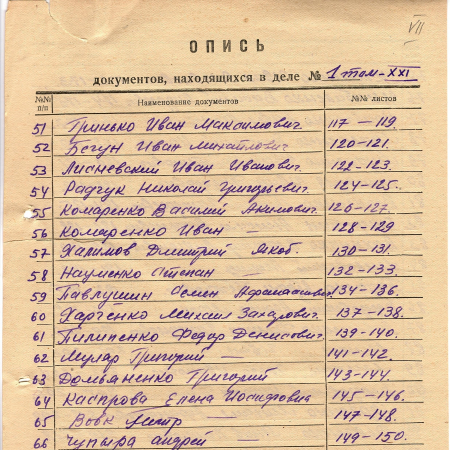 VII
ОПИСЬ
документов, находящихся в деле № 1 том-XXI
№№ п/п Наименование документов №№ листов
51 Гринько Иван Максимович 117-119.
52 Бегун Иван Михайлович 120-121.
53 Лисневский Иван Иванович 122-123.
54 Радчук Николай Григорьевич 124-125.
55 Комаренко Василий Акимович 126-127.
56 Комаренко Иван — 128-129
57 Халимов Дмитрий Якоб. 130-131.
58 Науменко Степан — 132-133.
59 Павлушин Семен Афанасьевич 134-136.
60 Харченко Михаил Захарович 137-138.
61 Пилипенко Федор Денисович 139-140.
62 Мулар Григорий — 141-142.
63 Домьяненко Григорий 143-144.
64 Каспрова Елена Иосифовна 145-146.
65 Вовк Петр — 147-148.
66 Чупыра Андрей — 149-150.